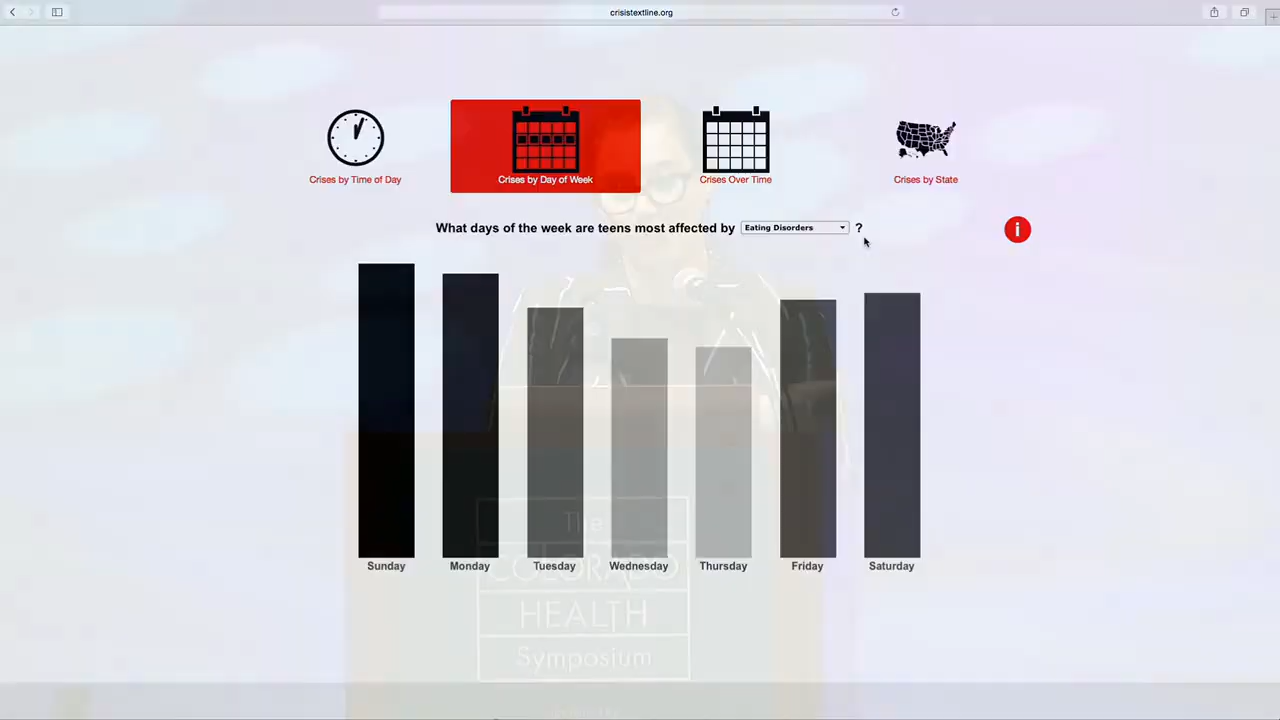 crisistextline.org
Crises by Time of Day
Crises by Day of Week
Crises Over Time
Crises by State
What days of the week are teens most affected by Eating Disorders ?
i
Sunday Monday Tuesday Wednesday Thursday Friday Saturday
The
COLORADO
HEALTH
Symposium